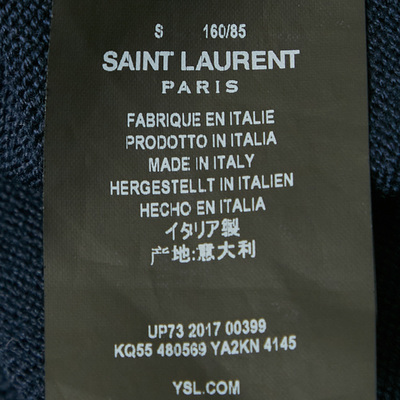 S 160/85
SAINT LAURENT
PARIS
FABRIQUE EN ITALIE
PRODOTTO IN ITALIA
MADE IN ITALY
HERGESTELLT IN ITALIEN
HECHO EN ITALIA
イタリア製
产地:意大利
UP73 2017 00399
KQ55 480569 YA2KN 4145
YSL.COM